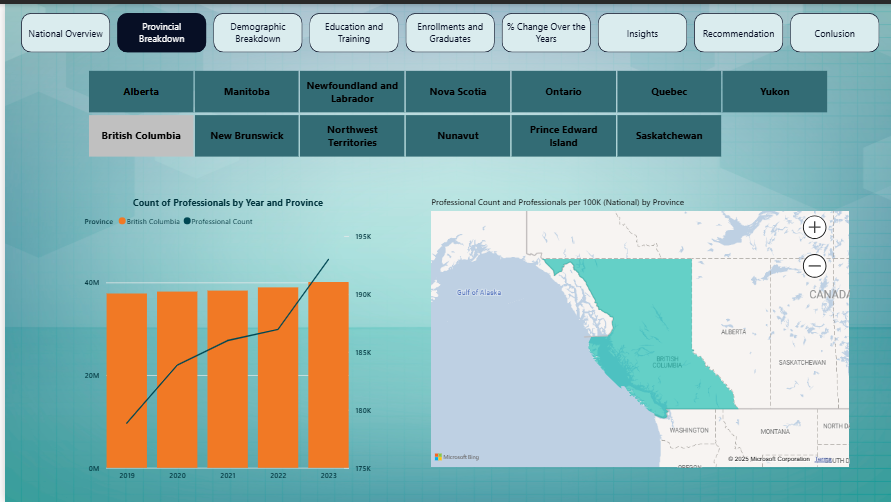 National Overview
Provincial
Breakdown
Demographic
Breakdown
Education and
Training
Enrollments and
Graduates
% Change Over the
Years
Insights
Recommendation
Conlusion
Alberta
Manitoba
Newfoundland and
Labrador
Nova Scotia
Ontario
Quebec
Yukon
British Columbia
New Brunswick
Northwest
Territories
Nunavut
Prince Edward
Island
Saskatchewan
Count of Professionals by Year and Province
Province British Columbia Professional Count
195K
40M
190K
185K
20M
180K
0M
175K
2019 2020 2021 2022 2023
Professional Count and Professionals per 100K (National) by Province
Gulf of Alaska
CANADA
ALBERTA
BRITISH
COLUMBIA
SASKATCHEWAN
WASHINGTON
MONTANA
NORTH D
Microsoft Bing
© 2025 Microsoft Corporation Terms
OUTH D
OREGON